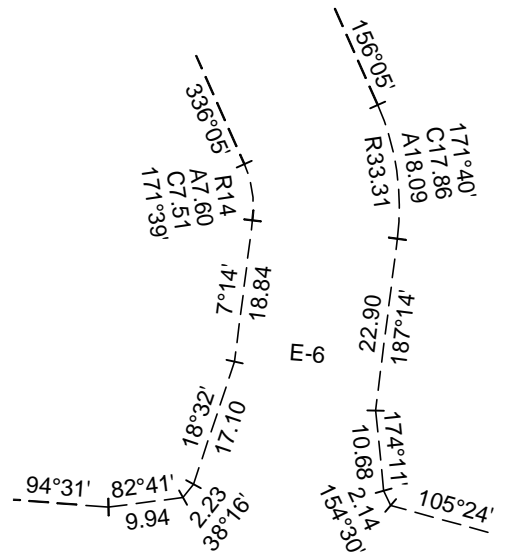 156°05'
336°05'
171°40'
C17.86
A18.09
R33.31
R14
A7.60
C7.51
171°39'
7°14'
18.84
22.90
187°14'
E-6
18°32'
17.10
174°11'
10.68
94°31'
82°41'
9.94
2.23
38°16'
2.14
154°30'
105°24'